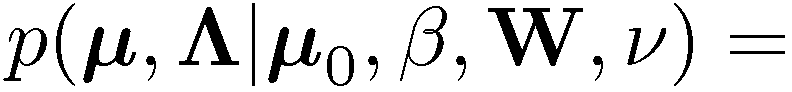 p(𝛍, 𝚲|𝛍₀, β, 𝐖, ν) =